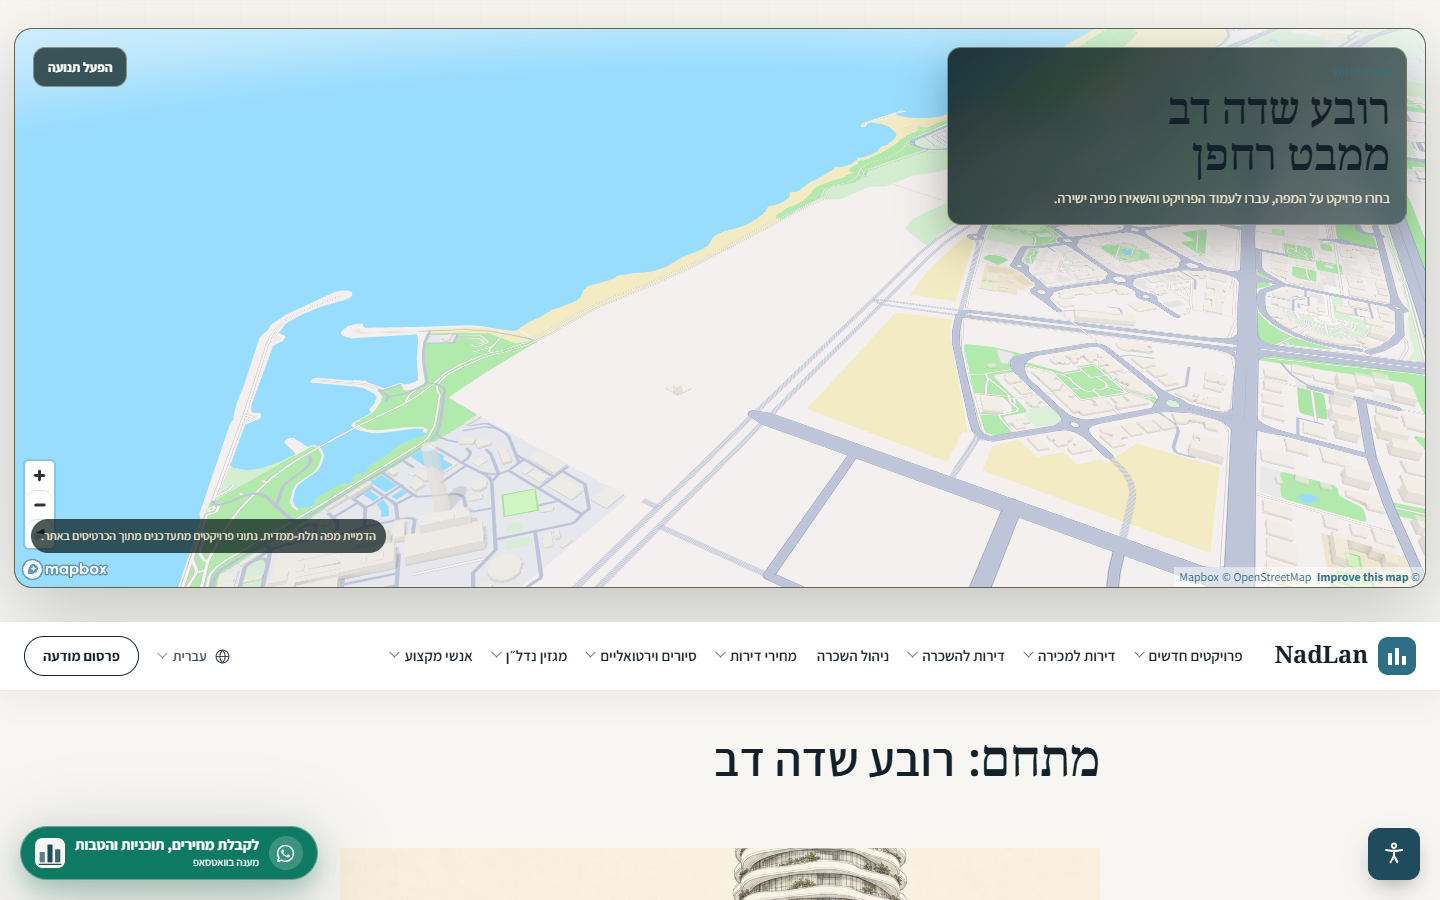 הפעל תנועה
רובע שדה דב
ממבט רחפן
בחרו פרויקט על המפה, עברו לעמוד הפרויקט והשאירו פנייה ישירה.
הדמיית מפה תלת-ממדית. נתוני פרויקטים מתעדכנים מתוך הכרטיסים באתר.
mapbox
Mapbox © OpenStreetMap Improve this map ©
NadLan
פרויקטים חדשים
דירות למכירה
דירות להשכרה
ניהול השכרה
מחירי דירות
סיורים וירטואליים
מגזין נדל״ן
אנשי מקצוע
עברית
פרסום מודעה
מתחם: רובע שדה דב
לקבלת מחירים, תוכניות והטבות
מענה בוואטסאפ